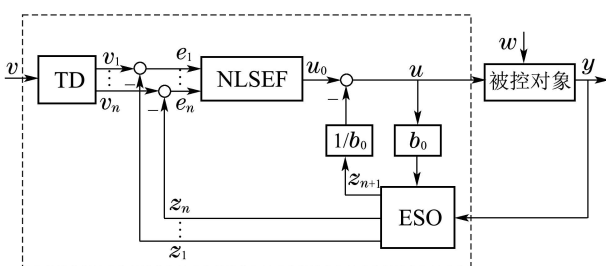 v
TD
v₁
⋮
vₙ
−
−
e₁
⋮
eₙ
NLSEF
u₀
−
u
w
被控对象
y
1/b₀
b₀
zₙ₊₁
ESO
zₙ
⋮
z₁